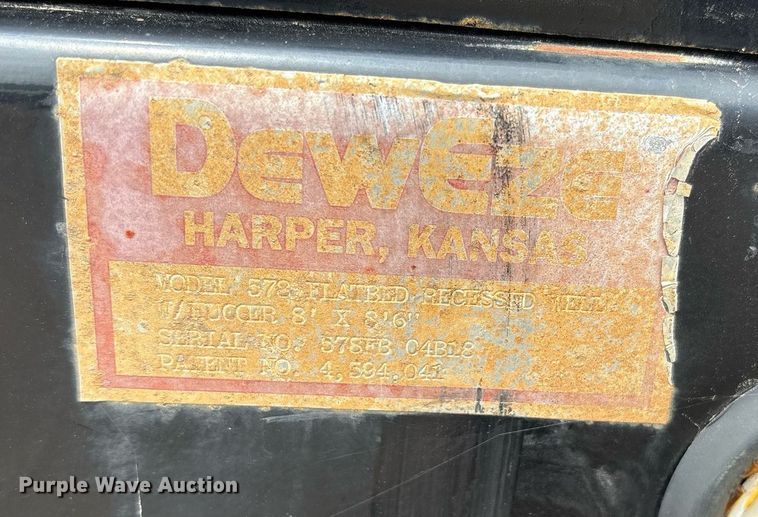 DEWEZE
HARPER, KANSAS
MODEL 578 FLATBED RECESSED
8' X 8'6"
SERIAL NO. 578FB 04BL8
PATENT NO. 4,594,041
Purple Wave Auction